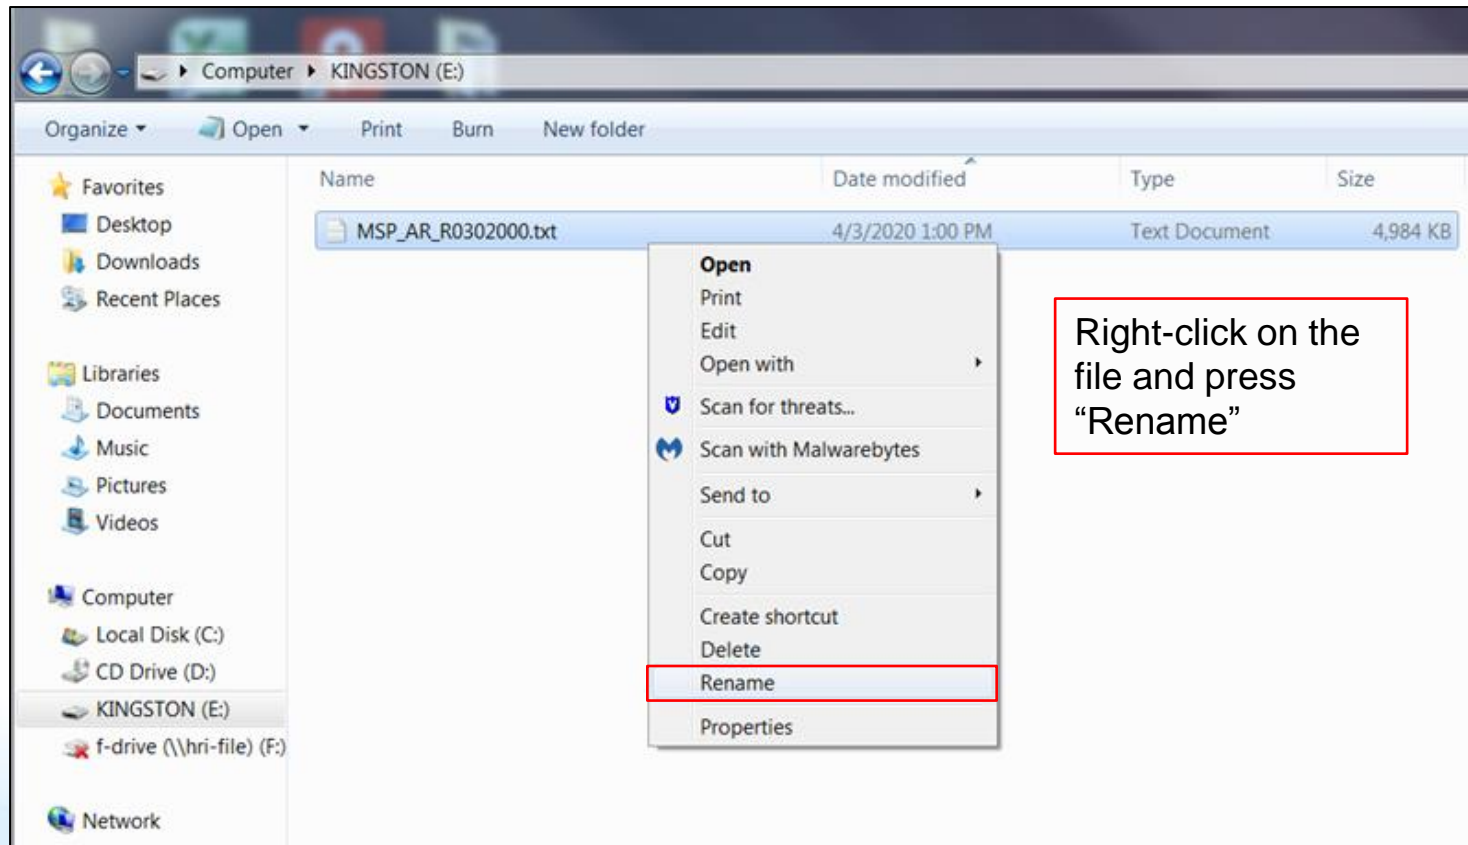 Computer KINGSTON (E:)
Organize Open Print Burn New folder
Favorites
Desktop
Downloads
Recent Places
Libraries
Documents
Music
Pictures
Videos
Computer
Local Disk (C:)
CD Drive (D:)
KINGSTON (E:)
f-drive (\\hri-file) (F:)
Network
Name Date modified Type Size
MSP_AR_R0302000.txt 4/3/2020 1:00 PM Text Document 4,984 KB
Open
Print
Edit
Open with
Scan for threats...
Scan with Malwarebytes
Send to
Cut
Copy
Create shortcut
Delete
Rename
Properties
Right-click on the
file and press
“Rename”